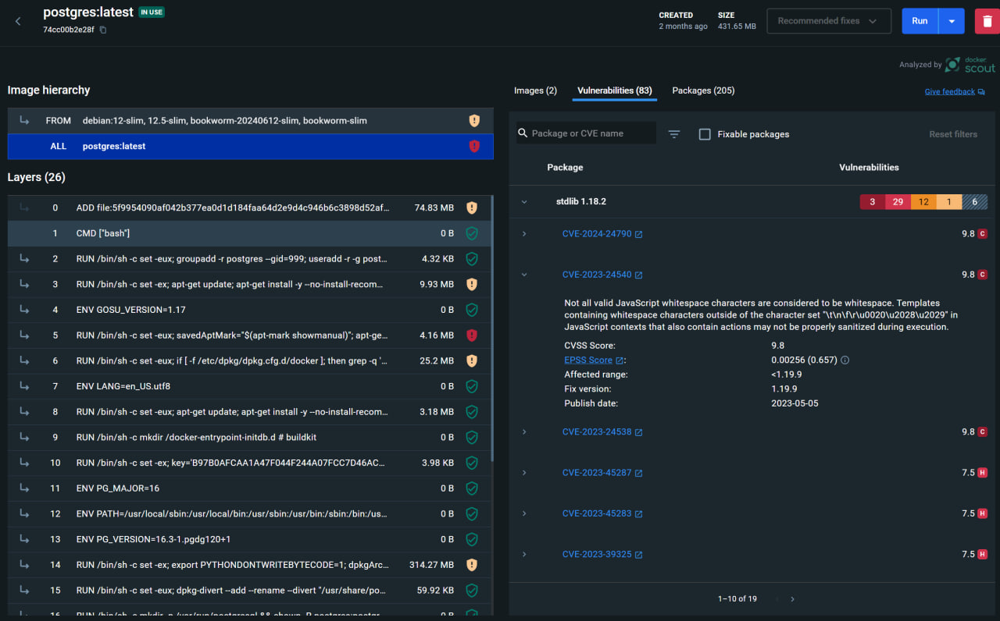 postgres:latest IN USE
74cc00b2e28f
CREATED
2 months ago
SIZE
431.65 MB
Recommended fixes
Run
Analyzed by docker scout
Image hierarchy
FROM debian:12-slim, 12.5-slim, bookworm-20240612-slim, bookworm-slim
ALL postgres:latest
Layers (26)
0 ADD file:5f9954090af042b377ea0d1d184faa64d2e9d4c946b6c3898d52af... 74.83 MB
1 CMD ["bash"] 0 B
2 RUN /bin/sh -c set -eux; groupadd -r postgres --gid=999; useradd -r -g post... 4.32 KB
3 RUN /bin/sh -c set -ex; apt-get update; apt-get install -y --no-install-recom... 9.93 MB
4 ENV GOSU_VERSION=1.17 0 B
5 RUN /bin/sh -c set -eux; savedAptMark="$(apt-mark showmanual)"; apt-ge... 4.16 MB
6 RUN /bin/sh -c set -eux; if [ -f /etc/dpkg/dpkg.cfg.d/docker ]; then grep -q '... 25.2 MB
7 ENV LANG=en_US.utf8 0 B
8 RUN /bin/sh -c set -eux; apt-get update; apt-get install -y --no-install-recom... 3.18 MB
9 RUN /bin/sh -c mkdir /docker-entrypoint-initdb.d # buildkit 0 B
10 RUN /bin/sh -c set -ex; key='B97B0AFCAA1A47F044F244A07FCC7D46AC... 3.98 KB
11 ENV PG_MAJOR=16 0 B
12 ENV PATH=/usr/local/sbin:/usr/local/bin:/usr/sbin:/usr/bin:/sbin:/bin:/us... 0 B
13 ENV PG_VERSION=16.3-1.pgdg120+1 0 B
14 RUN /bin/sh -c set -ex; export PYTHONDONTWRITEBYTECODE=1; dpkgArc... 314.27 MB
15 RUN /bin/sh -c set -eux; dpkg-divert --add --rename --divert "/usr/share/po... 59.92 KB
16 RUN /bin/sh -c mkdir -p /var/run/postgresql && chown -R postgres:postgr... 0 B
Images (2) Vulnerabilities (83) Packages (205)
Give feedback
Package or CVE name
Fixable packages
Reset filters
Package Vulnerabilities
stdlib 1.18.2 3 29 12 1 6
CVE-2024-24790 9.8 C
CVE-2023-24540 9.8 C
Not all valid JavaScript whitespace characters are considered to be whitespace. Templates
containing whitespace characters outside of the character set "\t\n\f\r\u0020\u2028\u2029" in
JavaScript contexts that also contain actions may not be properly sanitized during execution.
CVSS Score: 9.8
EPSS Score : 0.00256 (0.657)
Affected range: <1.19.9
Fix version: 1.19.9
Publish date: 2023-05-05
CVE-2023-24538 9.8 C
CVE-2023-45287 7.5 H
CVE-2023-45283 7.5 H
CVE-2023-39325 7.5 H
1–10 of 19